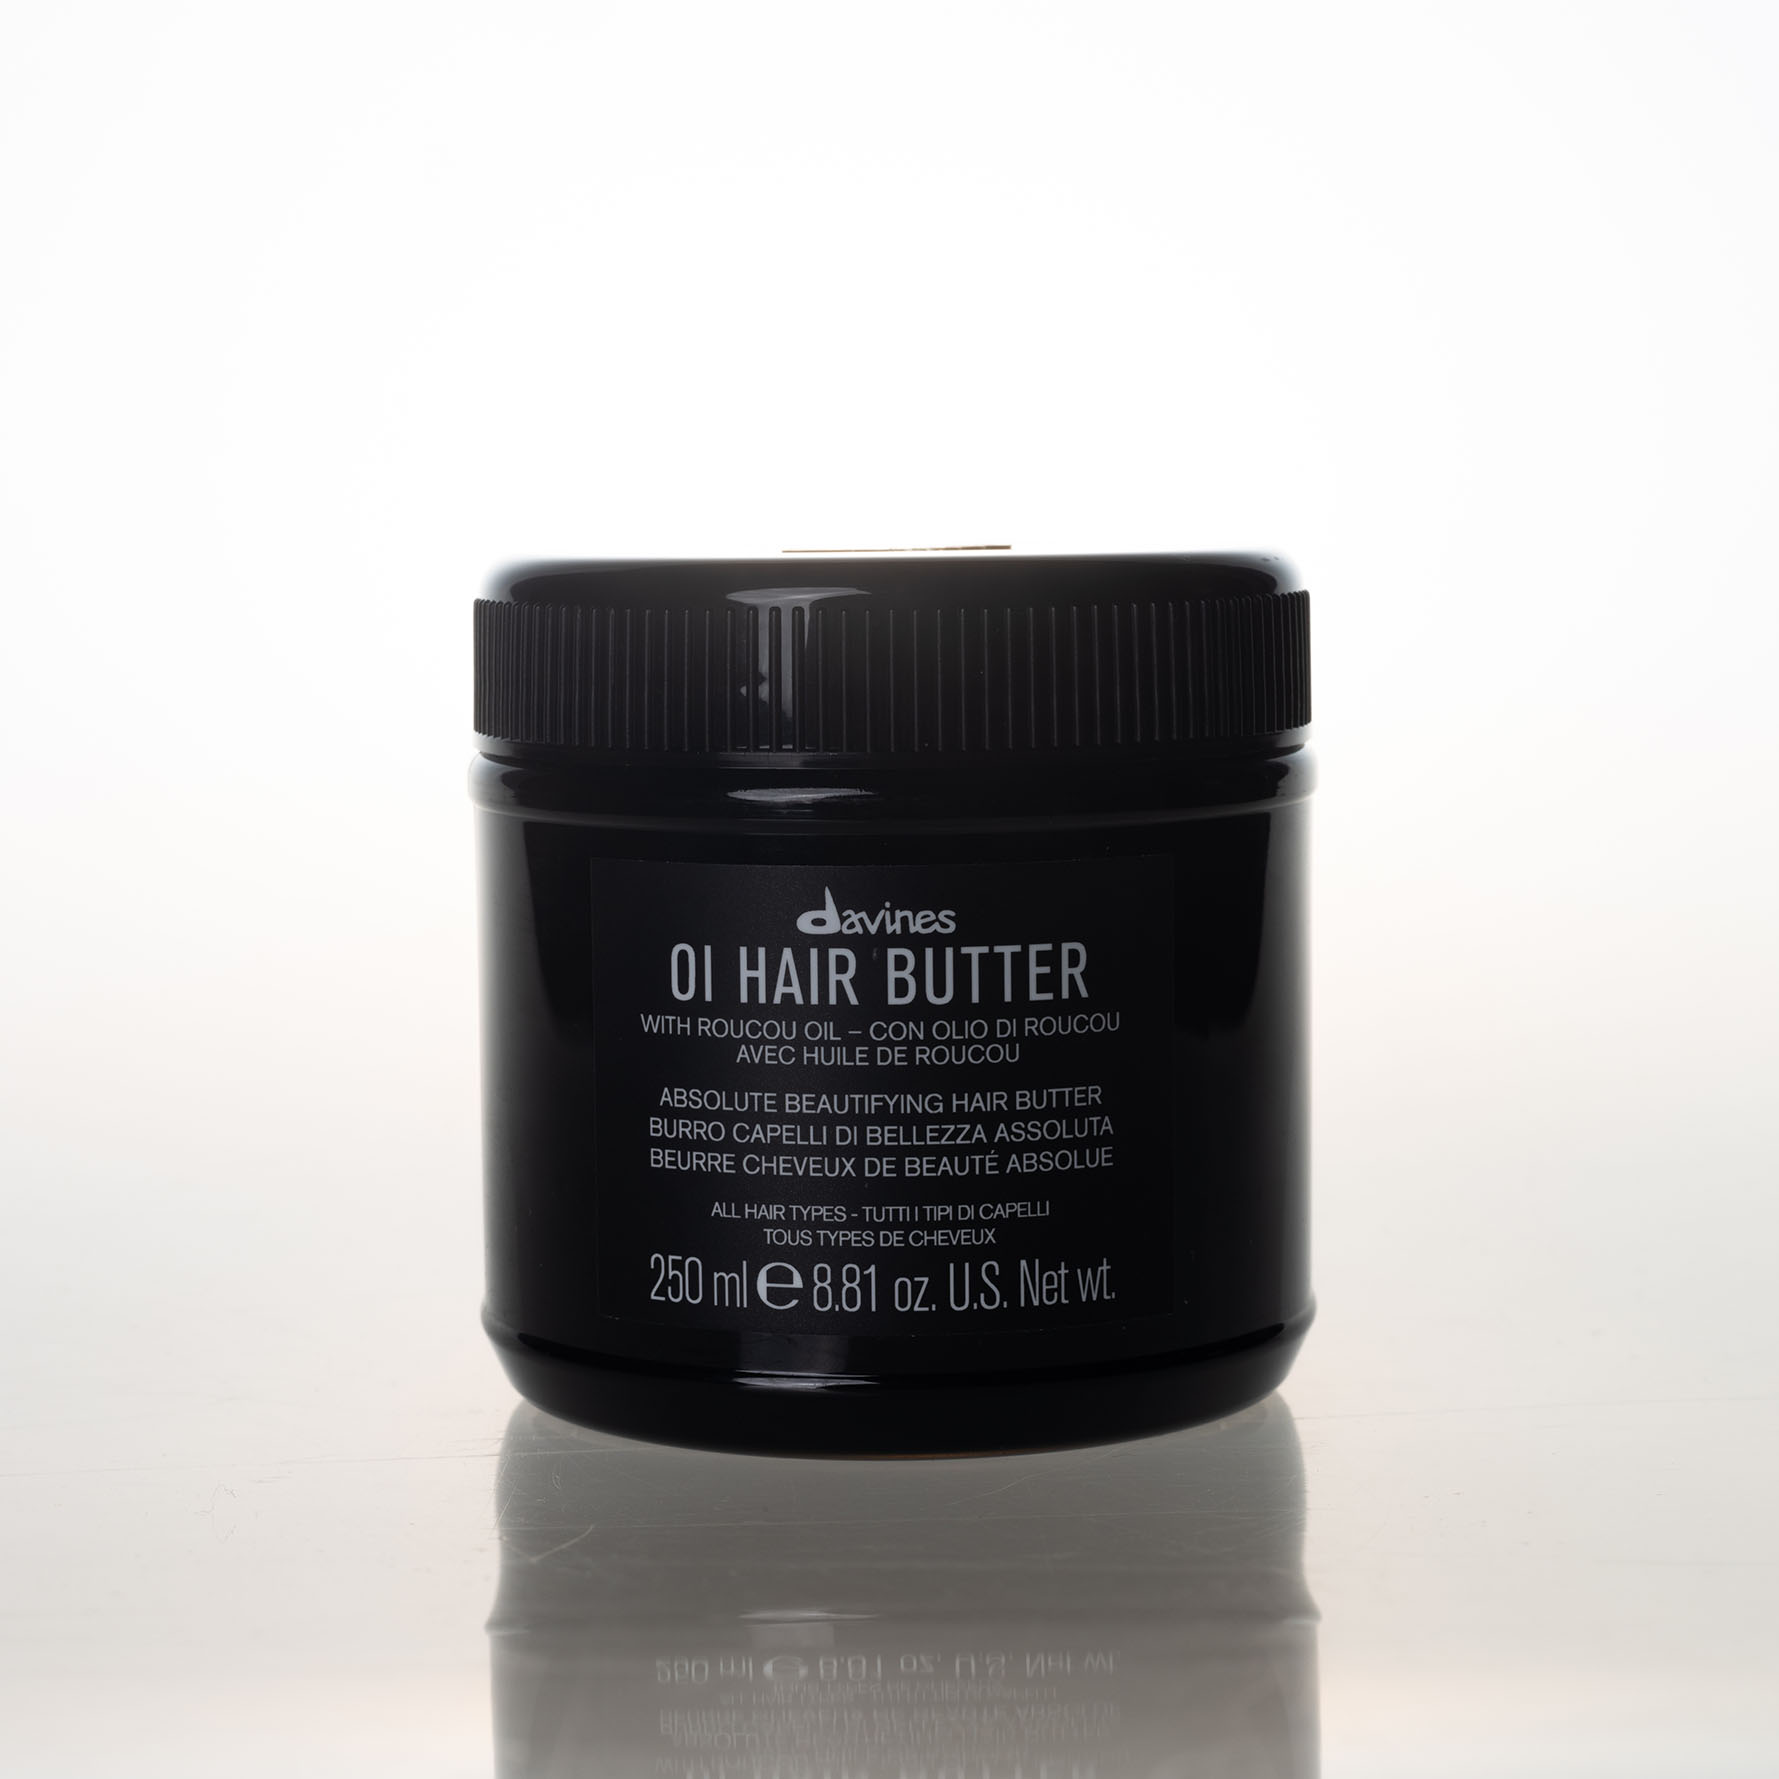 davines
OI HAIR BUTTER
WITH ROUCOU OIL – CON OLIO DI ROUCOU
AVEC HUILE DE ROUCOU
ABSOLUTE BEAUTIFYING HAIR BUTTER
BURRO CAPELLI DI BELLEZZA ASSOLUTA
BEURRE CHEVEUX DE BEAUTÉ ABSOLUE
ALL HAIR TYPES - TUTTI I TIPI DI CAPELLI
TOUS TYPES DE CHEVEUX
250 ml ℮ 8.81 oz. U.S. Net wt.